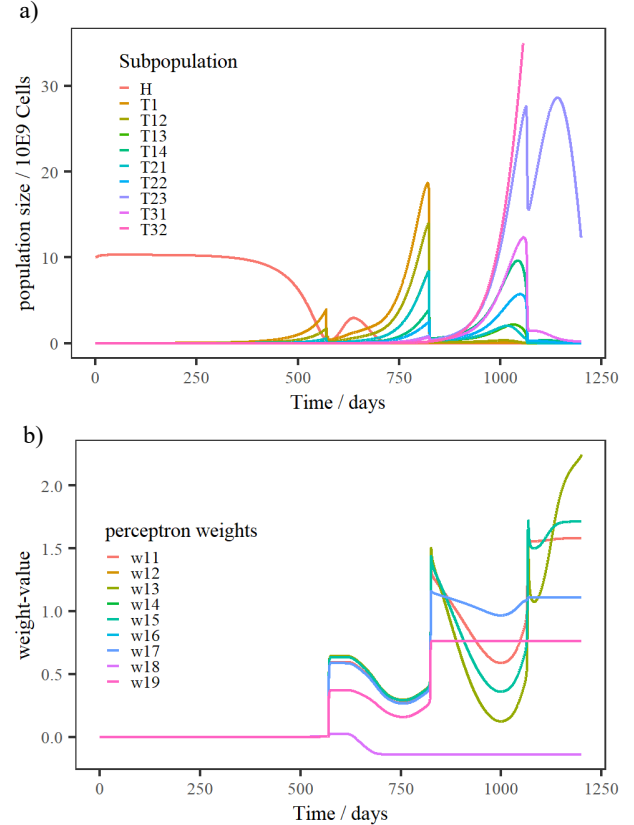 a)
population size / 10E9 Cells
30
20
10
0
Subpopulation
H
T1
T12
T13
T14
T21
T22
T23
T31
T32
0
250
500
750
1000
1250
Time / days
b)
weight-value
2.0
1.5
1.0
0.5
0.0
perceptron weights
w11
w12
w13
w14
w15
w16
w17
w18
w19
0
250
500
750
1000
1250
Time / days